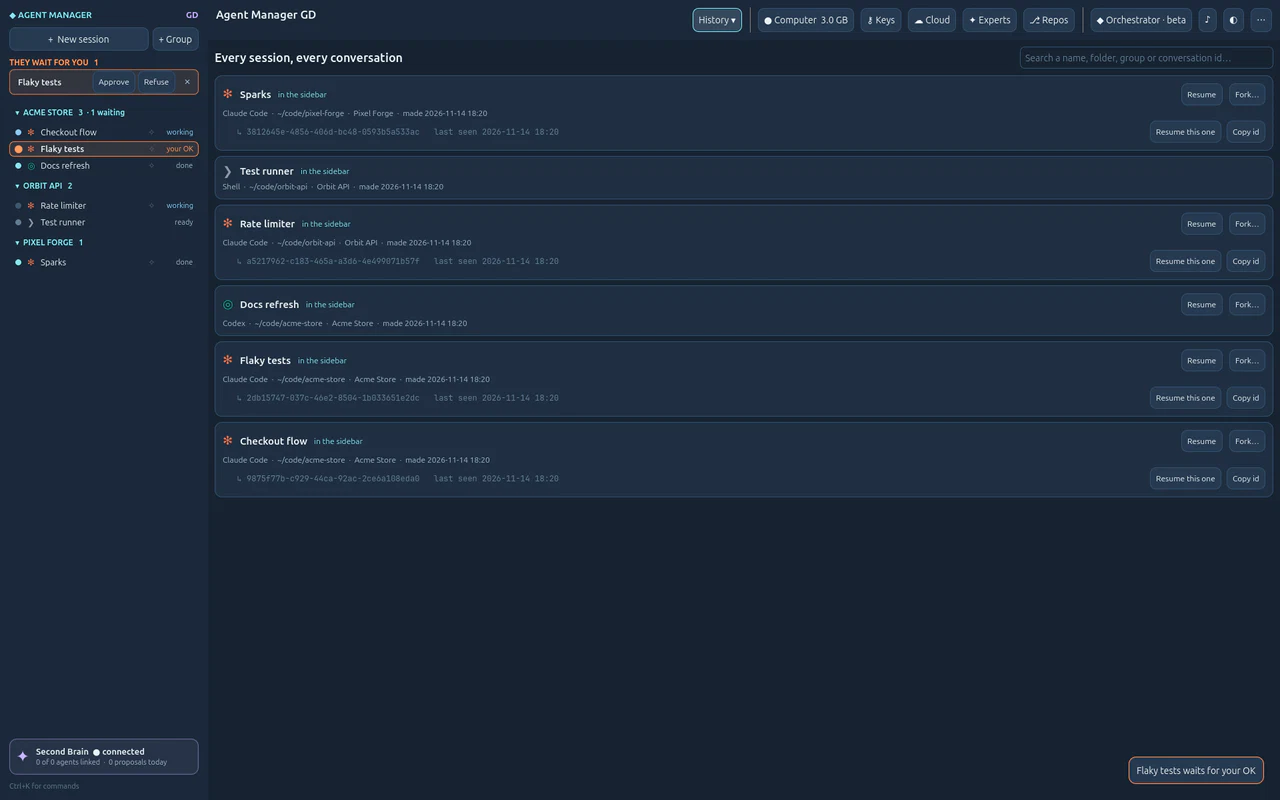 ◆ AGENT MANAGER GD
+ New session + Group
THEY WAIT FOR YOU 1
Flaky tests Approve Refuse ×
▾ ACME STORE 3 · 1 waiting
Checkout flow working
Flaky tests your OK
Docs refresh done
▾ ORBIT API 2
Rate limiter working
❯ Test runner ready
▾ PIXEL FORGE 1
Sparks done
Second Brain ● connected
0 of 0 agents linked · 0 proposals today
Ctrl+K for commands
Agent Manager GD
History ▾ ● Computer 3.0 GB Keys ☁ Cloud ✦ Experts Repos ◆ Orchestrator · beta ♪ ◐ ⋯
Every session, every conversation
Search a name, folder, group or conversation id…
Sparks in the sidebar Resume Fork…
Claude Code · ~/code/pixel-forge · Pixel Forge · made 2026-11-14 18:20
↳ 3812645e-4856-406d-bc48-0593b5a533ac last seen 2026-11-14 18:20 Resume this one Copy id
❯ Test runner in the sidebar
Shell · ~/code/orbit-api · Orbit API · made 2026-11-14 18:20
Rate limiter in the sidebar Resume Fork…
Claude Code · ~/code/orbit-api · Orbit API · made 2026-11-14 18:20
↳ a5217962-c183-465a-a3d6-4e499071b57f last seen 2026-11-14 18:20 Resume this one Copy id
Docs refresh in the sidebar Resume Fork…
Codex · ~/code/acme-store · Acme Store · made 2026-11-14 18:20
Flaky tests in the sidebar Resume Fork…
Claude Code · ~/code/acme-store · Acme Store · made 2026-11-14 18:20
↳ 2db15747-037c-46e2-8504-1b033651e2dc last seen 2026-11-14 18:20 Resume this one Copy id
Checkout flow in the sidebar Resume Fork…
Claude Code · ~/code/acme-store · Acme Store · made 2026-11-14 18:20
↳ 9875f77b-c929-44ca-92ac-2ce6a108eda0 last seen 2026-11-14 18:20 Resume this one Copy id
Flaky tests waits for your OK